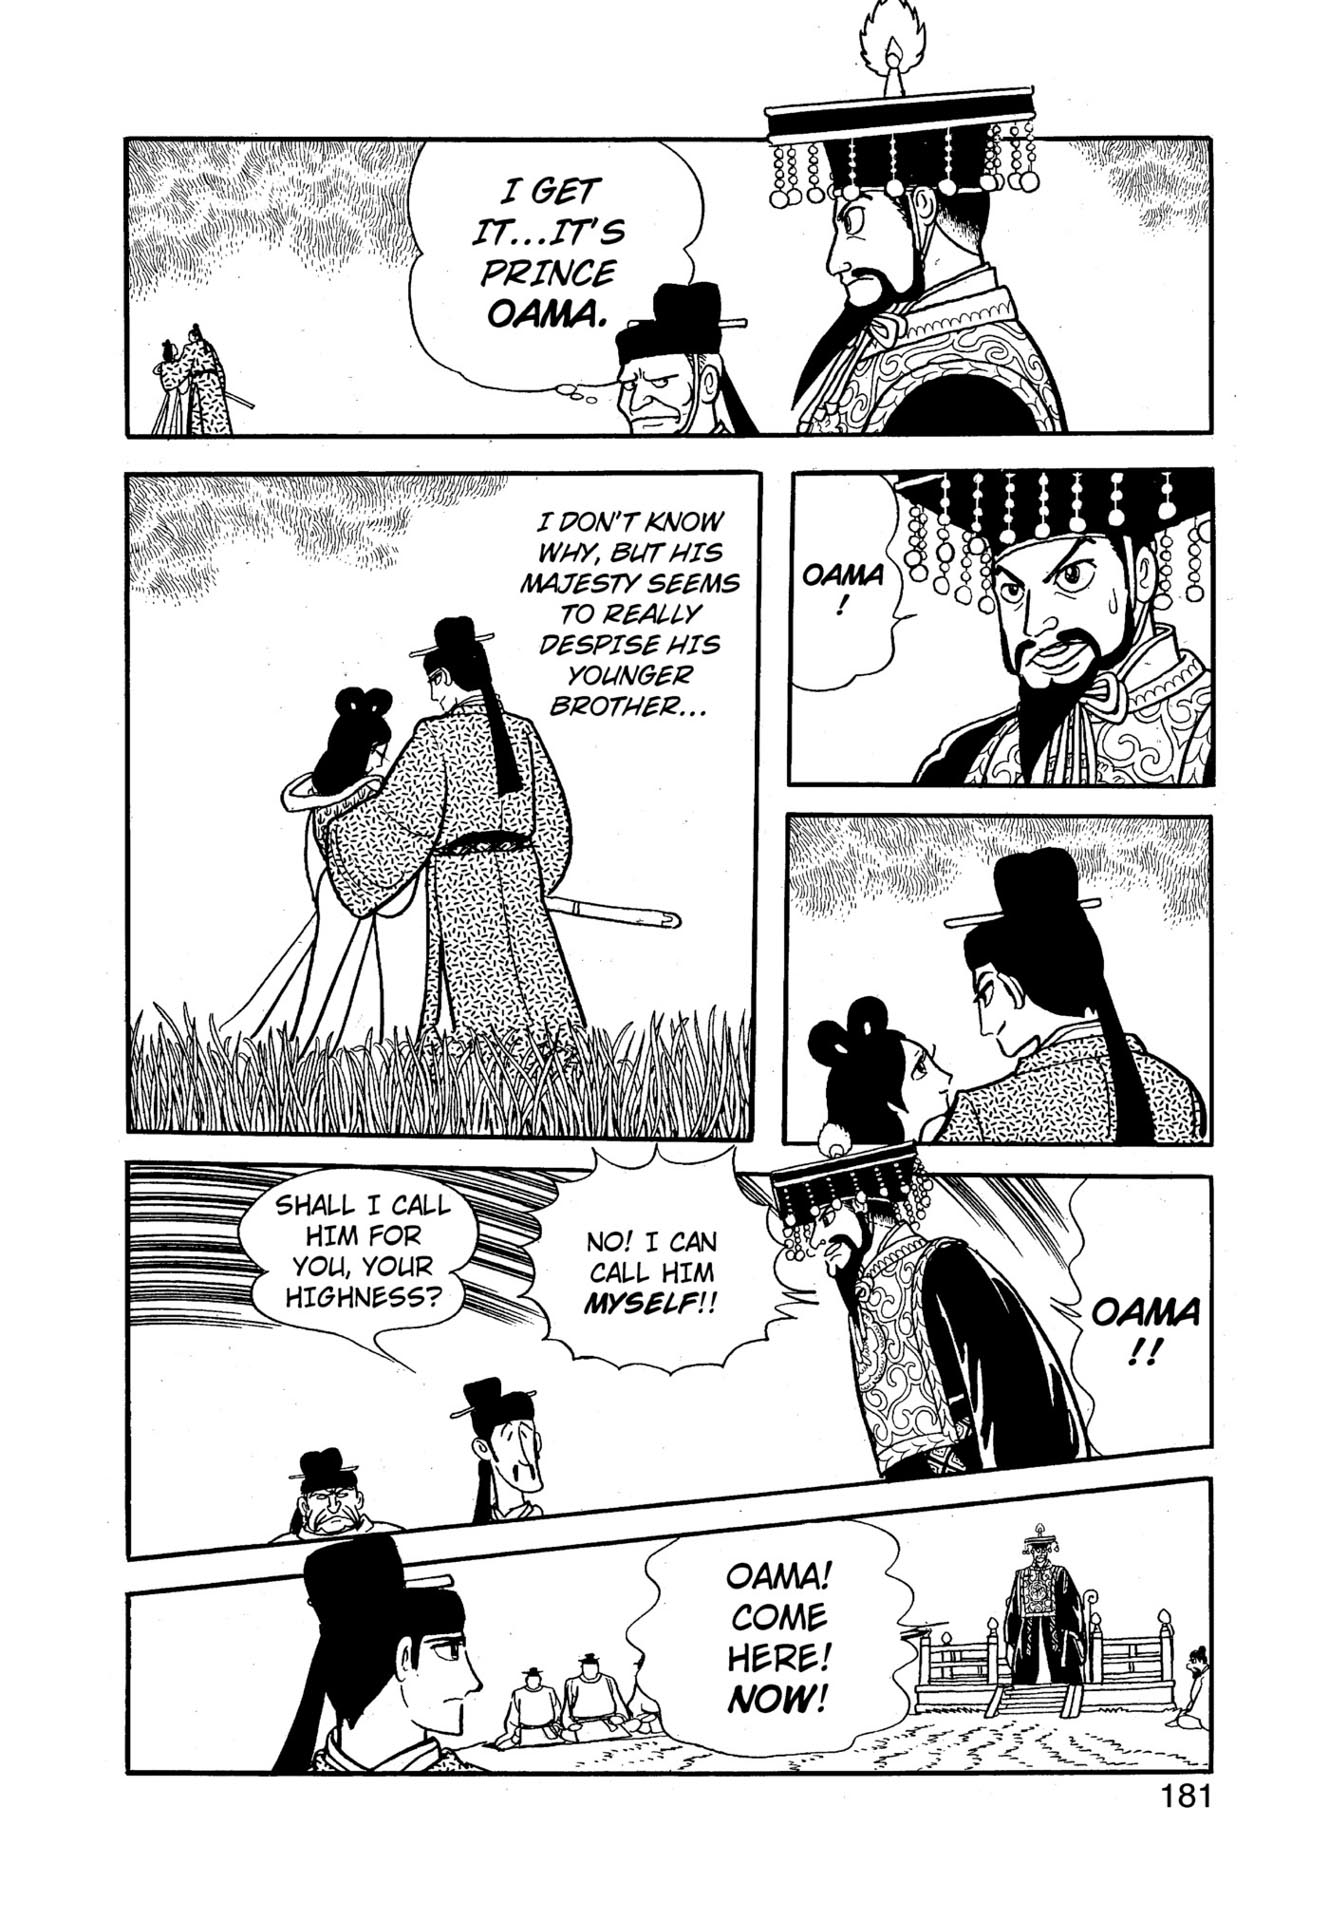 I GET
IT...IT'S
PRINCE
OAMA.
OAMA
!
I DON'T KNOW
WHY, BUT HIS
MAJESTY SEEMS
TO REALLY
DESPISE HIS
YOUNGER
BROTHER...
OAMA
!!
NO! I CAN
CALL HIM
MYSELF!!
SHALL I CALL
HIM FOR
YOU, YOUR
HIGHNESS?
OAMA!
COME
HERE!
NOW!
181